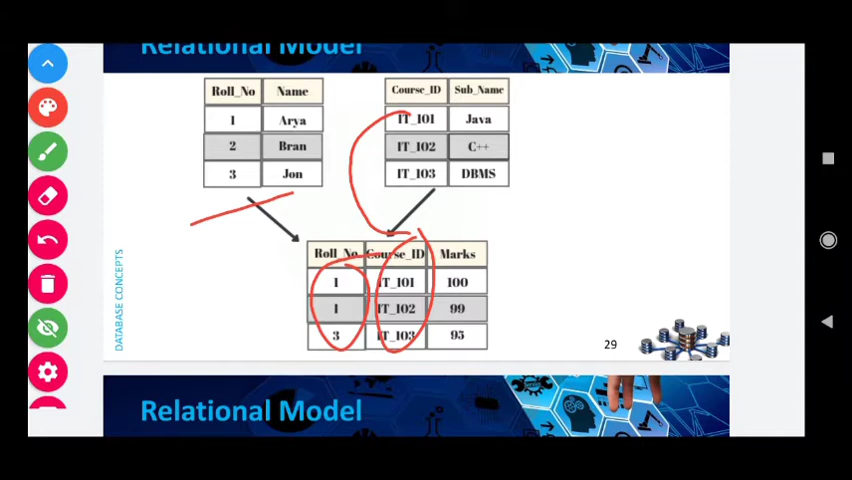 Relational Model
Roll_No Name
1 Arya
2 Bran
3 Jon
Course_ID Sub_Name
IT_101 Java
IT_102 C++
IT_103 DBMS
Roll_No Course_ID Marks
1 IT_101 100
1 IT_102 99
3 IT_103 95
DATABASE CONCEPTS
29
Relational Model